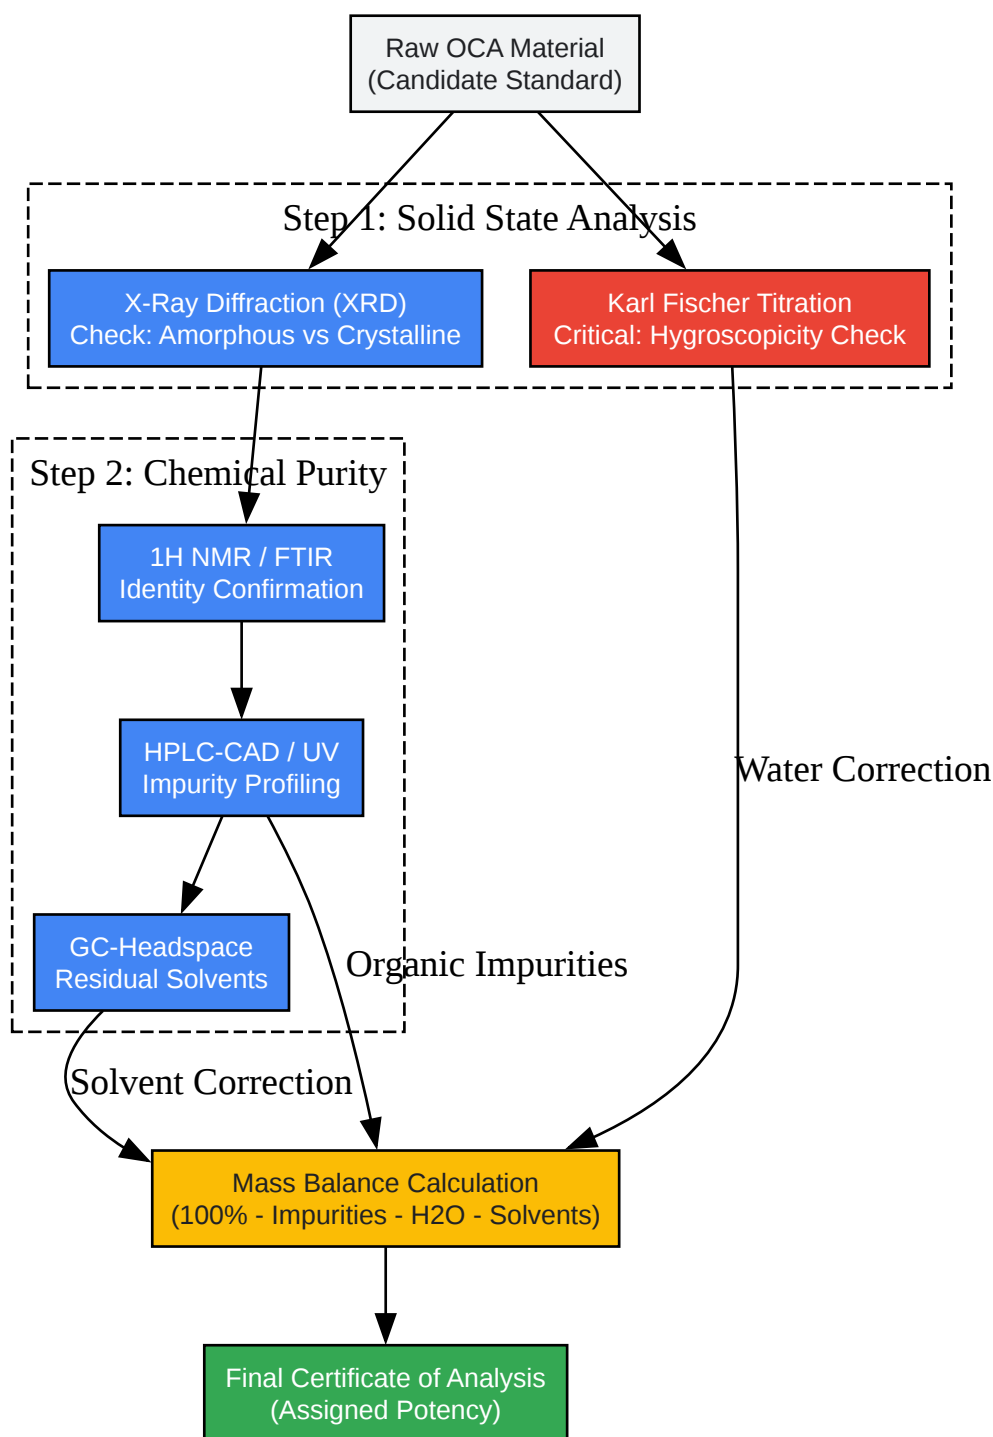 Raw OCA Material
(Candidate Standard)
Step 1: Solid State Analysis
X-Ray Diffraction (XRD)
Check: Amorphous vs Crystalline
Karl Fischer Titration
Critical: Hygroscopicity Check
Step 2: Chemical Purity
1H NMR / FTIR
Identity Confirmation
HPLC-CAD / UV
Impurity Profiling
Water Correction
GC-Headspace
Residual Solvents
Organic Impurities
Solvent Correction
Mass Balance Calculation
(100% - Impurities - H2O - Solvents)
Final Certificate of Analysis
(Assigned Potency)